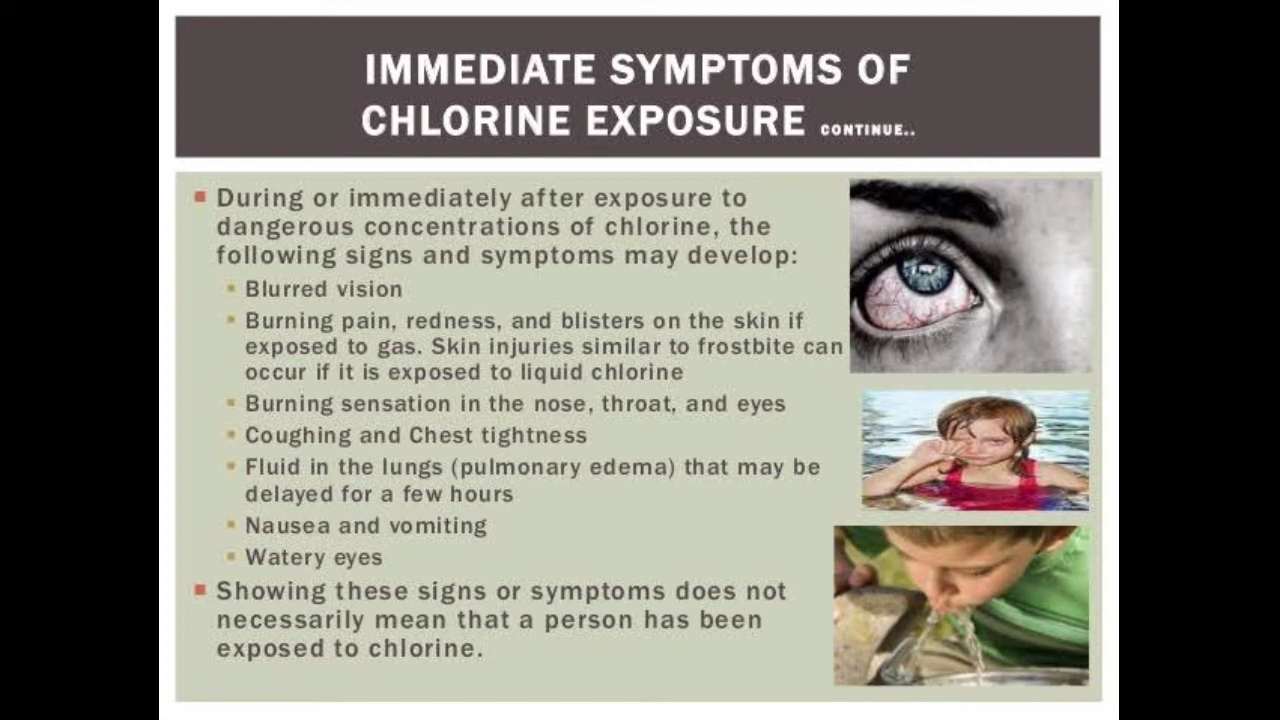 IMMEDIATE SYMPTOMS OF
CHLORINE EXPOSURE CONTINUE..
During or immediately after exposure to
dangerous concentrations of chlorine, the
following signs and symptoms may develop:
Blurred vision
Burning pain, redness, and blisters on the skin if
exposed to gas. Skin injuries similar to frostbite can
occur if it is exposed to liquid chlorine
Burning sensation in the nose, throat, and eyes
Coughing and Chest tightness
Fluid in the lungs (pulmonary edema) that may be
delayed for a few hours
Nausea and vomiting
Watery eyes
Showing these signs or symptoms does not
necessarily mean that a person has been
exposed to chlorine.